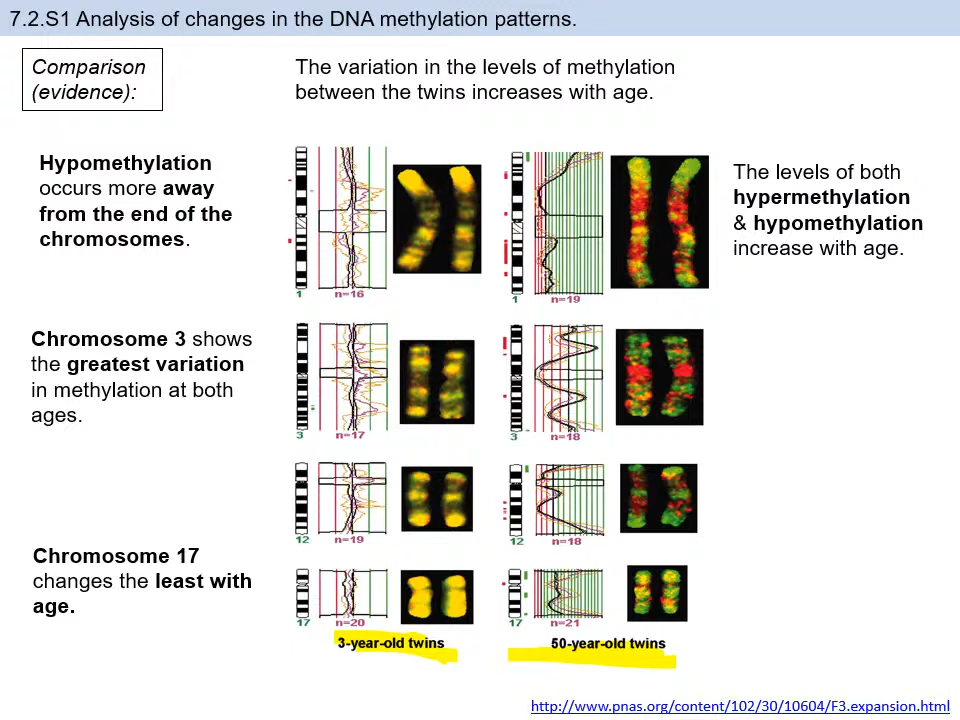 7.2.S1 Analysis of changes in the DNA methylation patterns.
Comparison
(evidence):
The variation in the levels of methylation
between the twins increases with age.
Hypomethylation
occurs more away
from the end of the
chromosomes.
The levels of both
hypermethylation
& hypomethylation
increase with age.
1 n=16
1 n=19
Chromosome 3 shows
the greatest variation
in methylation at both
ages.
3 n=17
3 n=18
12 n=19
12 n=18
Chromosome 17
changes the least with
age.
17 n=20
17 n=21
3-year-old twins
50-year-old twins
http://www.pnas.org/content/102/30/10604/F3.expansion.html